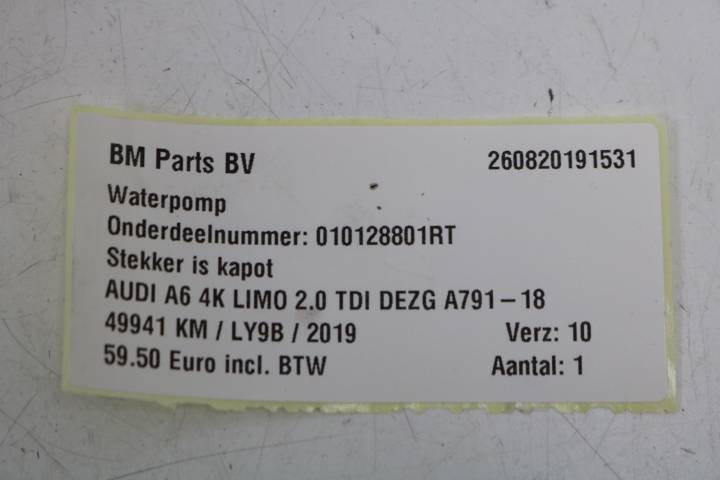 BM Parts BV 260820191531
Waterpomp
Onderdeelnummer: 010128801RT
Stekker is kapot
AUDI A6 4K LIMO 2.0 TDI DEZG A791-18
49941 KM / LY9B / 2019 Verz: 10
59.50 Euro incl. BTW Aantal: 1